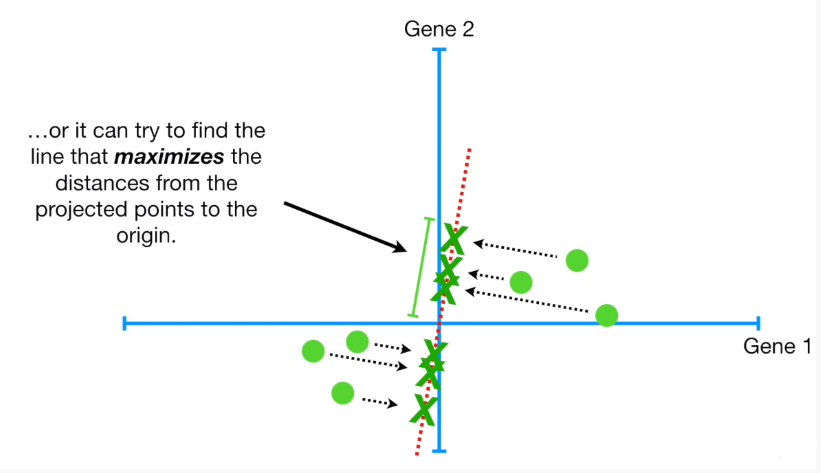 Gene 2
…or it can try to find the
line that maximizes the
distances from the
projected points to the
origin.
Gene 1